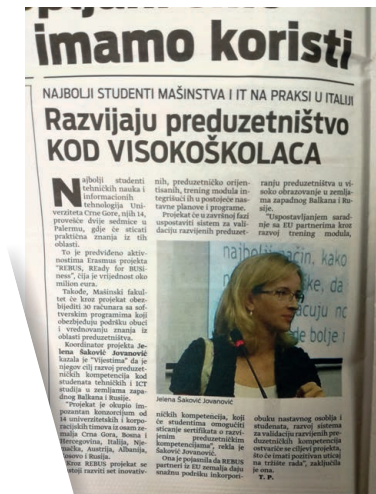 imamo koristi
NAJBOLJI STUDENTI MAŠINSTVA I IT NA PRAKSI U ITALIJI
Razvijaju preduzetništvo
KOD VISOKOŠKOLACA
Najbolji studenti
tehničkih nauka i
informacionih
tehnologija Uni-
verziteta Crne Gore, njih 14,
provešće dvije sedmice u
Palermu, gdje će sticati
praktična znanja iz tih
oblasti.
To je predviđeno aktiv-
nostima Erasmus projekta
"REBUS, REady for BUSI-
ness", čija je vrijednost oko
milion eura.
Takođe, Mašinski fakul-
tet će kroz projekat obez-
bijediti 30 računara sa sof-
tverskim programima koji
obezbjeđuju podršku obuci
i vrednovanju znanja iz
oblasti preduzetništva.
Koordinator projekta Je-
lena Šaković Jovanović
kazala je "Vijestima" da je
njegov cilj razvoj preduzet-
ničkih kompetencija kod
studenata tehničkih i ICT
studija u zemljama zapad-
nog Balkana i Rusije.
"Projekat je okupio im-
pozantan konzorcijum od
14 univerzitetskih i korpo-
racijskih timova iz osam ze-
malja Crna Gora, Bosna i
Hercegovina, Italija, Nje-
mačka, Austrija, Albanija,
Kosovo i Rusija.
Kroz REBUS projekat se
stoji razviti set inovativ-
nih, preduzetničko orijen-
tisanih, trening modula in-
tegrišući ih u postojeće nas-
tavne planove i programe.
Projekat će u završnoj fazi
uspostaviti sistem za vali-
daciju razvijenih preduzet-
najbolji način, kako
ke, da
acuju no
de bolje i
Jelena Šaković Jovanović
ničkih kompetencija, koji
će studentima omogućiti
sticanje sertifikata o razvi-
jenim preduzetničkim
kompetencijama", rekla je
Šaković Jovanović.
Ona je pojasnila da REBUS
partneri iz EU zemalja daju
snažnu podršku inkorpori-
ranju preduzetništva u vi-
soko obrazovanje u zemlja-
ma zapadnog Balkana i Ru-
sije.
"Uspostavljanjem sarad-
nje sa EU partnerima kroz
razvoj trening modula,
obuku nastavnog osoblja i
studenata, razvoj sistema
za validaciju razvijenih pre-
duzetničkih kompetencija
ostvariće se ciljevi projekta,
što će imati pozitivan uticaj
na tržište rada", zaključila
je ona.
T. P.